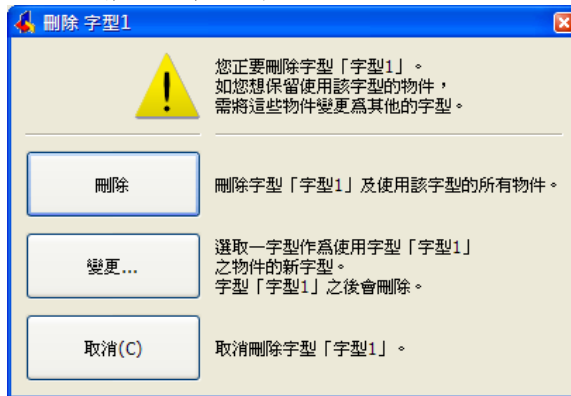 刪除 字型1
您正要刪除字型「字型1」。
如您想保留使用該字型的物件，
需將這些物件變更爲其他的字型。
刪除
刪除字型「字型1」及使用該字型的所有物件。
變更...
選取一字型作爲使用字型「字型1」
之物件的新字型。
字型「字型1」之後會刪除。
取消(C)
取消刪除字型「字型1」。